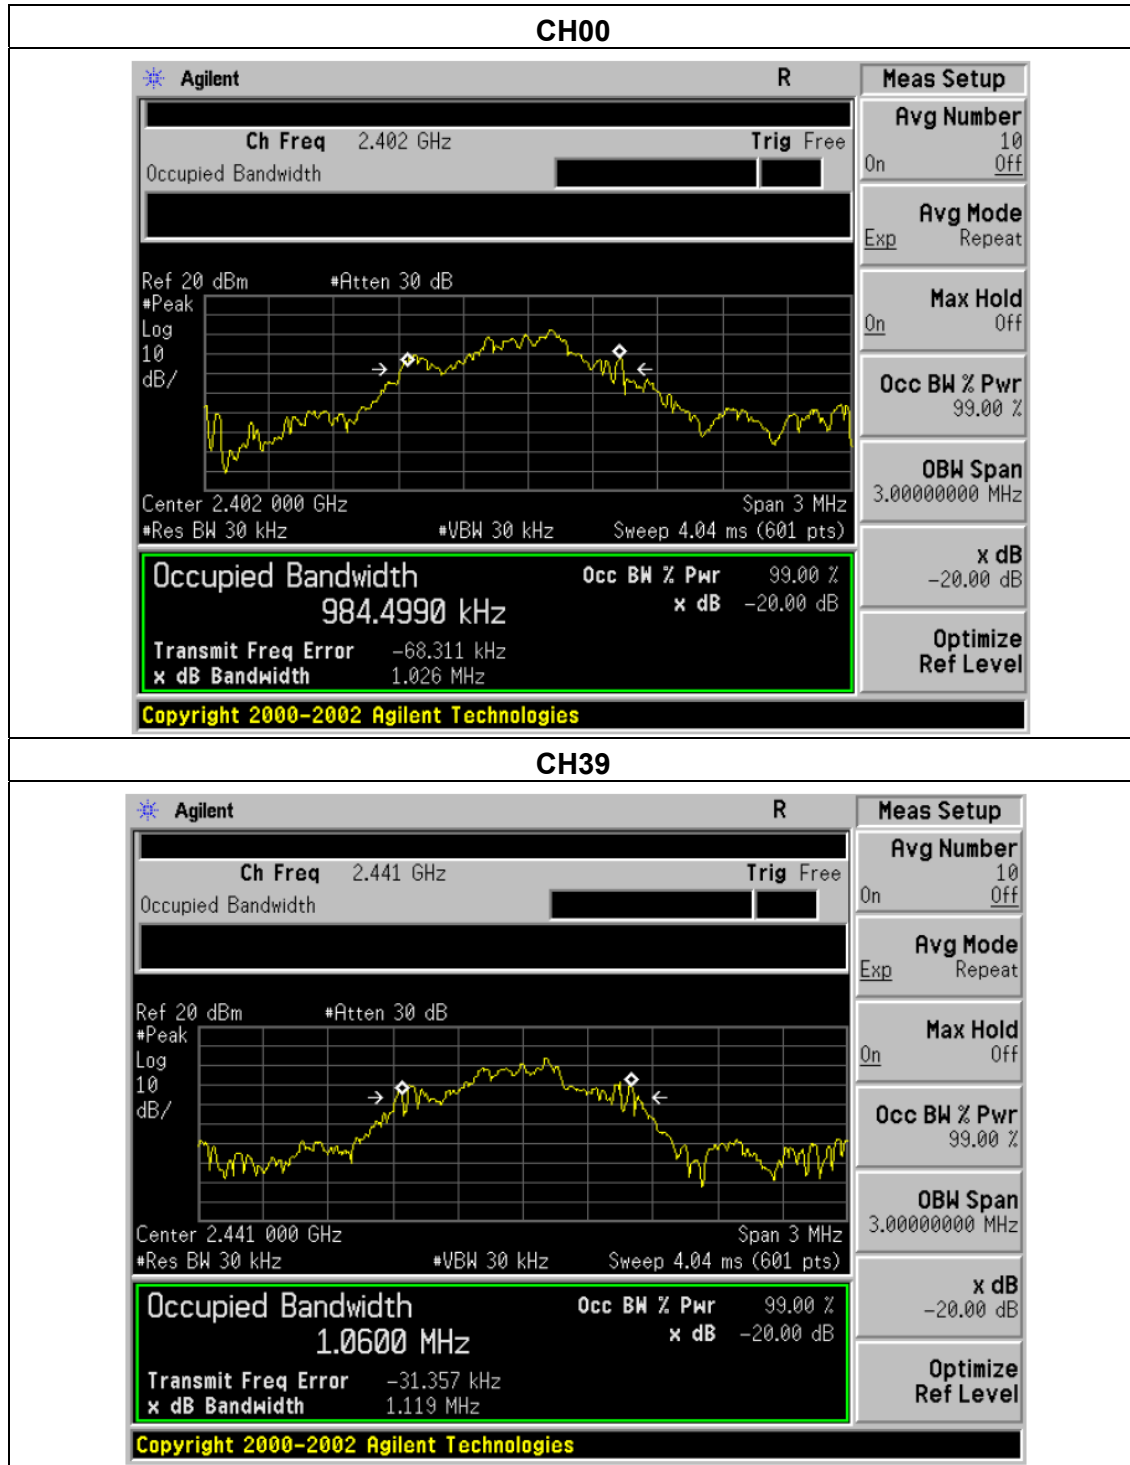 CH00
Agilent R Meas Setup
Ch Freq 2.402 GHz Trig Free
Occupied Bandwidth
Avg Number
10
On Off
Avg Mode
Exp Repeat
Max Hold
On Off
Occ BW % Pwr
99.00 %
OBW Span
3.00000000 MHz
x dB
-20.00 dB
Optimize
Ref Level
Ref 20 dBm #Atten 30 dB
#Peak
Log
10
dB/
Center 2.402 000 GHz Span 3 MHz
#Res BW 30 kHz #VBW 30 kHz Sweep 4.04 ms (601 pts)
Occupied Bandwidth Occ BW % Pwr 99.00 %
984.4990 kHz x dB -20.00 dB
Transmit Freq Error -68.311 kHz
x dB Bandwidth 1.026 MHz
Copyright 2000-2002 Agilent Technologies
CH39
Agilent R Meas Setup
Ch Freq 2.441 GHz Trig Free
Occupied Bandwidth
Avg Number
10
On Off
Avg Mode
Exp Repeat
Max Hold
On Off
Occ BW % Pwr
99.00 %
OBW Span
3.00000000 MHz
x dB
-20.00 dB
Optimize
Ref Level
Ref 20 dBm #Atten 30 dB
#Peak
Log
10
dB/
Center 2.441 000 GHz Span 3 MHz
#Res BW 30 kHz #VBW 30 kHz Sweep 4.04 ms (601 pts)
Occupied Bandwidth Occ BW % Pwr 99.00 %
1.0600 MHz x dB -20.00 dB
Transmit Freq Error -31.357 kHz
x dB Bandwidth 1.119 MHz
Copyright 2000-2002 Agilent Technologies